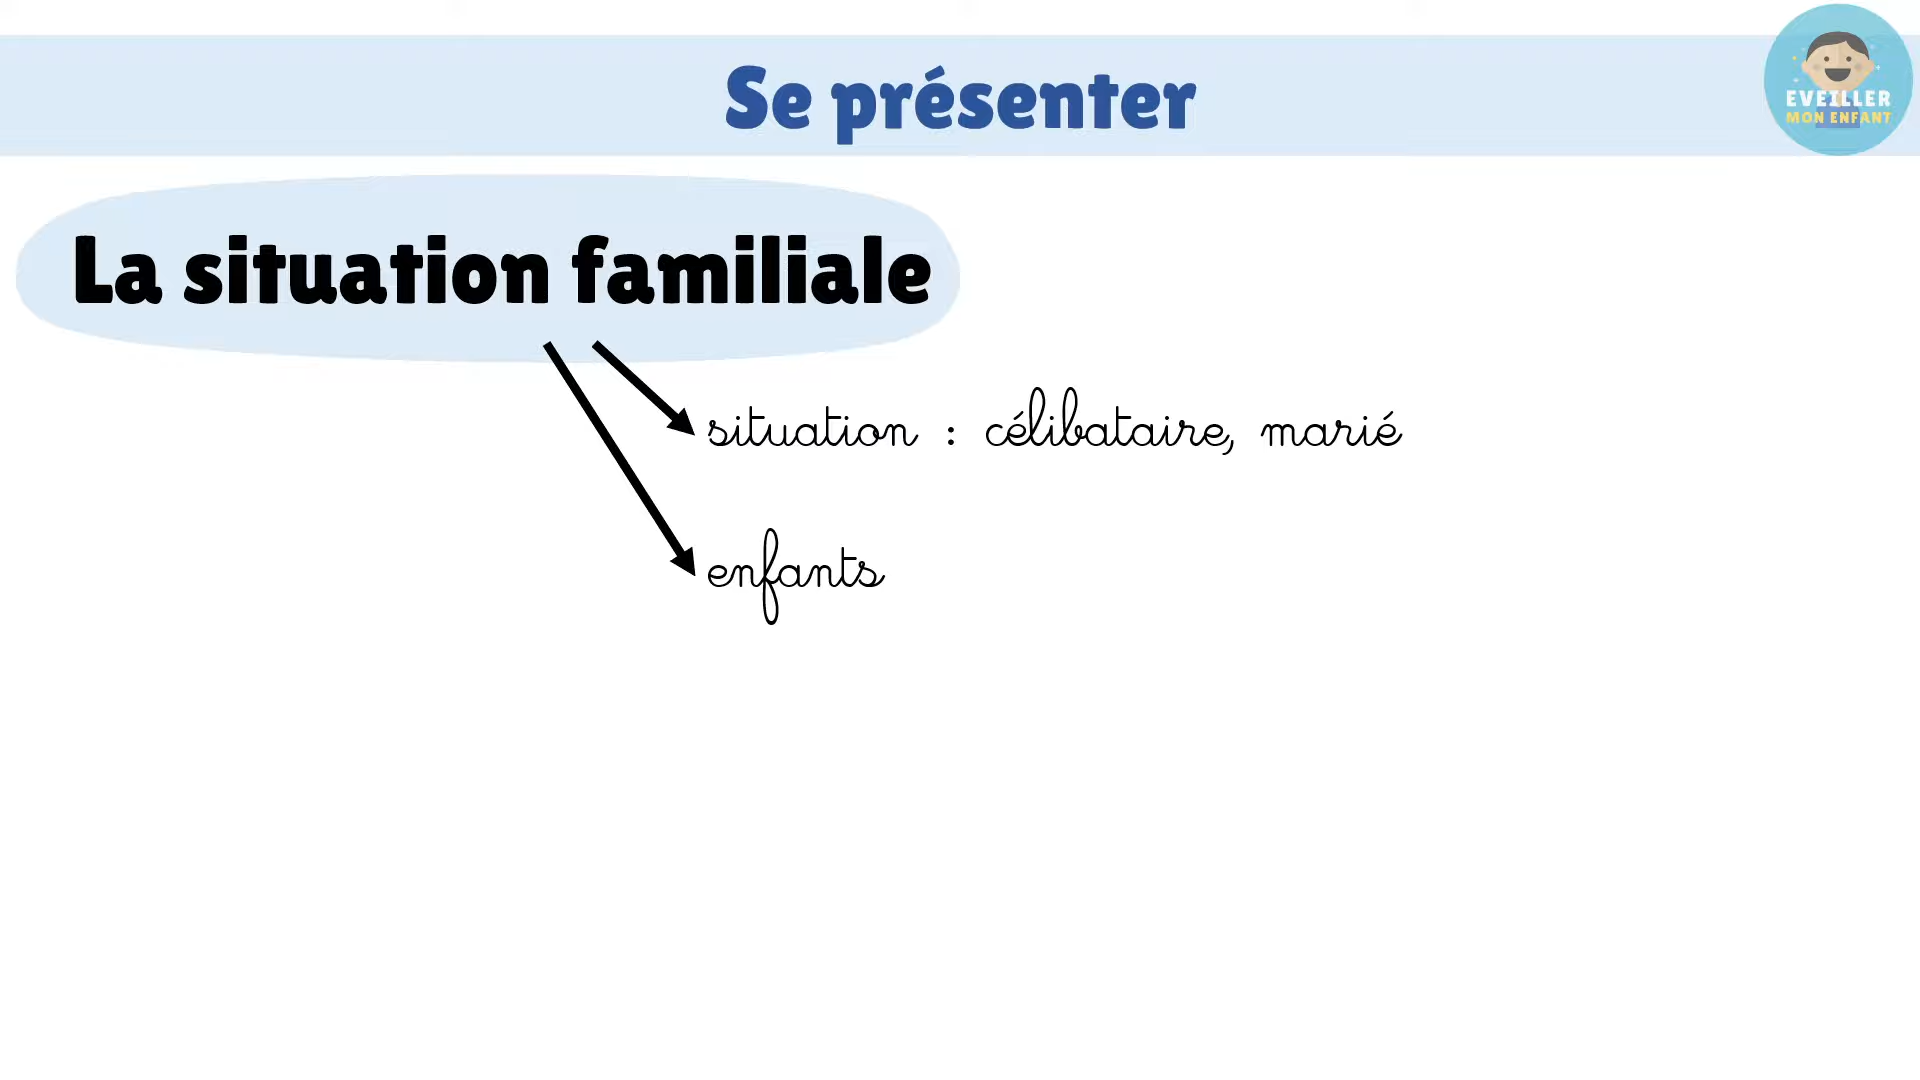 Se présenter
EVEILLER
MON ENFANT
La situation familiale
situation : célibataire, marié
enfants